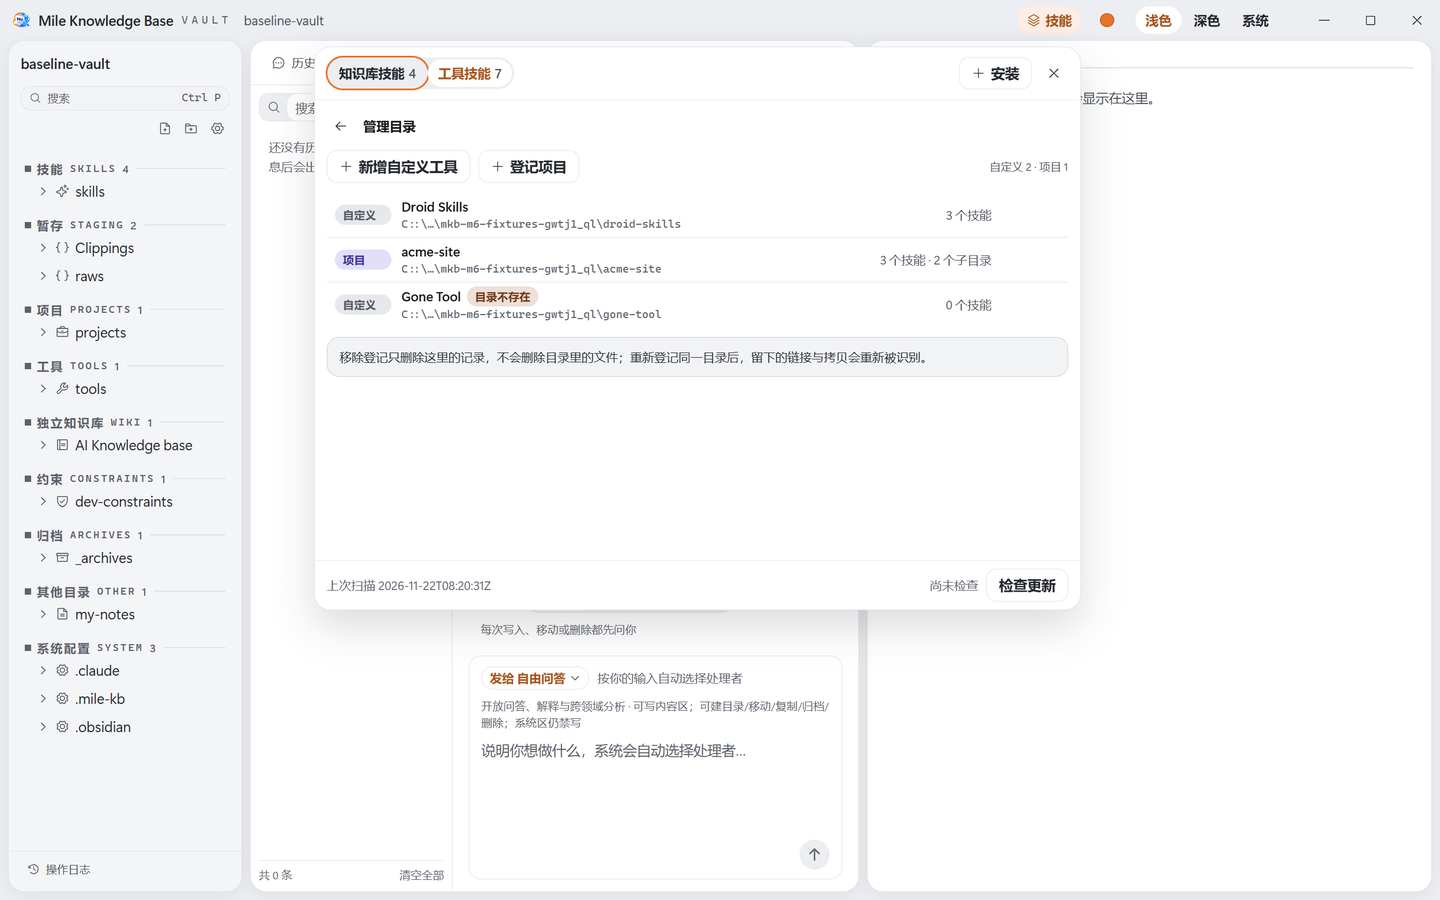 Mile Knowledge Base VAULT baseline-vault
技能
浅色 深色 系统
baseline-vault
搜索 Ctrl P
技能 SKILLS 4
skills
暂存 STAGING 2
Clippings
raws
项目 PROJECTS 1
projects
工具 TOOLS 1
tools
独立知识库 WIKI 1
AI Knowledge base
约束 CONSTRAINTS 1
dev-constraints
归档 ARCHIVES 1
_archives
其他目录 OTHER 1
my-notes
系统配置 SYSTEM 3
.claude
.mile-kb
.obsidian
操作日志
历史
搜索
还没有历
息后会出
共 0 条 清空全部
知识库技能 4 工具技能 7
安装
管理目录
新增自定义工具 登记项目
自定义 2 · 项目 1
自定义 Droid Skills
C::\…\mkb-m6-fixtures-gwtj1_ql\droid-skills
3 个技能
项目 acme-site
C::\…\mkb-m6-fixtures-gwtj1_ql\acme-site
3 个技能 · 2 个子目录
自定义 Gone Tool 目录不存在
C::\…\mkb-m6-fixtures-gwtj1_ql\gone-tool
0 个技能
移除登记只删除这里的记录，不会删除目录里的文件；重新登记同一目录后，留下的链接与拷贝会重新被识别。
上次扫描 2026-11-22T08:20:31Z
尚未检查 检查更新
每次写入、移动或删除都先问你
发给 自由问答 按你的输入自动选择处理者
开放问答、解释与跨领域分析 · 可写内容区；可建目录/移动/复制/归档/
删除；系统区仍禁写
说明你想做什么，系统会自动选择处理者...
显示在这里。